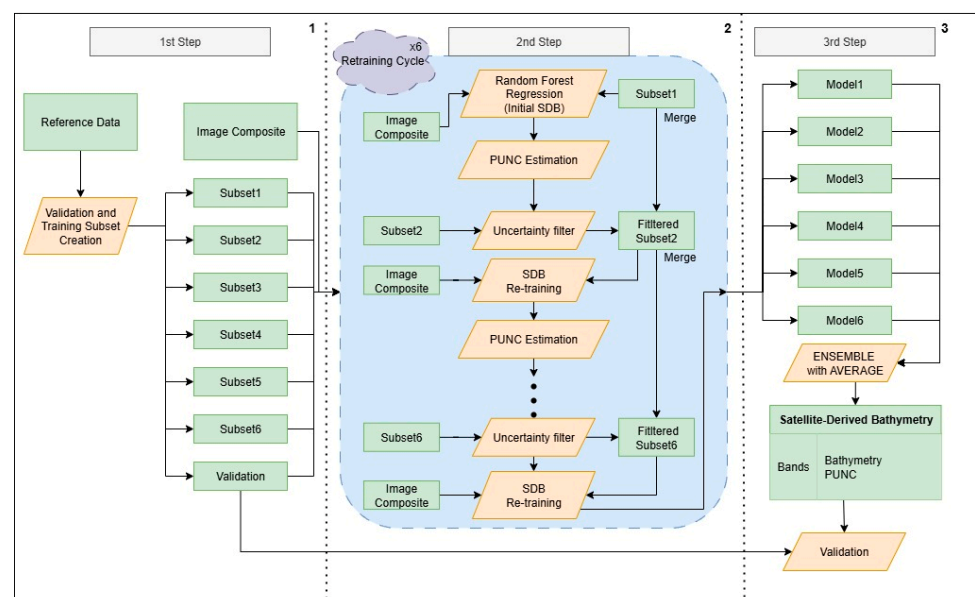 1st Step
1
Reference Data
Validation and
Training Subset
Creation
Image Composite
Subset1
Subset2
Subset3
Subset4
Subset5
Subset6
Validation
x6
Retraining Cycle
2nd Step
2
Random Forest
Regression
(Initial SDB)
Subset1
Image
Composite
Merge
PUNC Estimation
Subset2
Uncertainty filter
Fitltered
Subset2
Merge
Image
Composite
SDB
Re-training
PUNC Estimation
Subset6
Uncertainty filter
Fitltered
Subset6
Image
Composite
SDB
Re-training
3rd Step
3
Model1
Model2
Model3
Model4
Model5
Model6
ENSEMBLE
with AVERAGE
Satellite-Derived Bathymetry
Bands
Bathymetry
PUNC
Validation